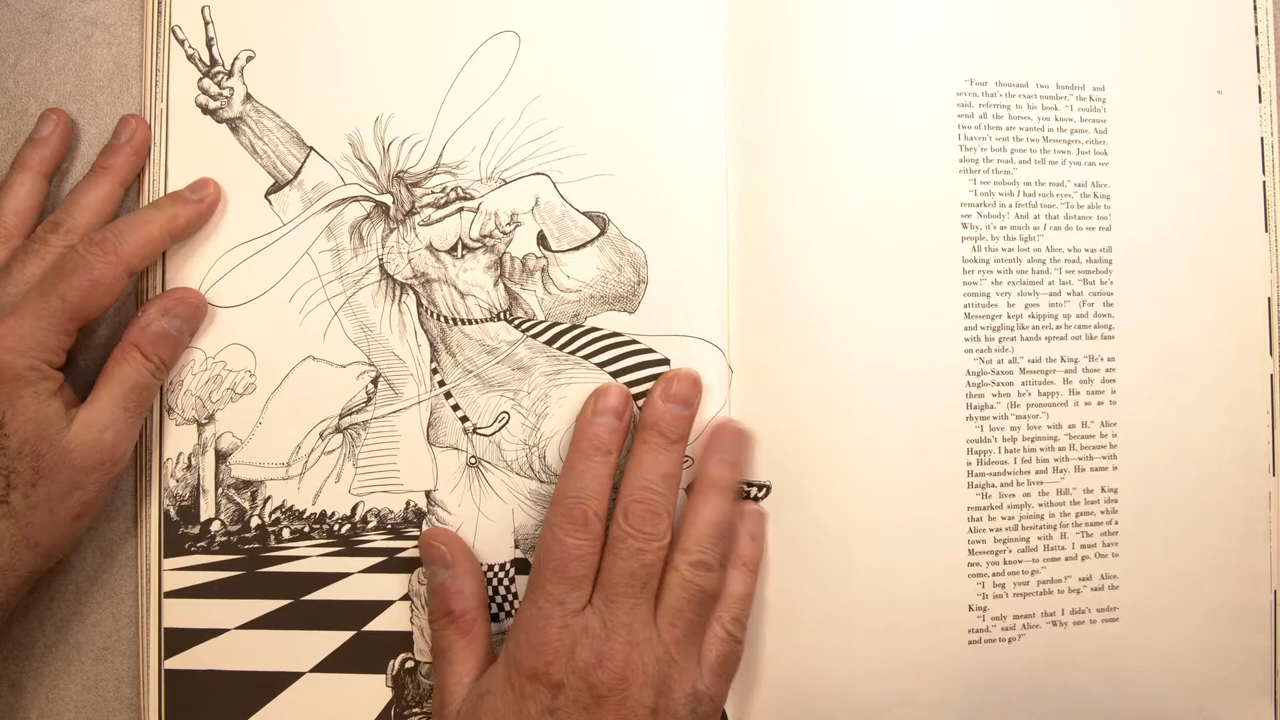 91
“Four thousand two hundred and
seven, that’s the exact number,” the King
said, referring to his book. “I couldn’t
send all the horses, you know, because
two of them are wanted in the game. And
I haven’t sent the two Messengers, either.
They’re both gone to the town. Just look
along the road, and tell me if you can see
either of them.”
“I see nobody on the road,” said Alice.
“I only wish I had such eyes,” the King
remarked in a fretful tone. “To be able to
see Nobody! And at that distance too!
Why, it’s as much as I can do to see real
people, by this light!”
All this was lost on Alice, who was still
looking intently along the road, shading
her eyes with one hand. “I see somebody
now!” she exclaimed at last. “But he’s
coming very slowly—and what curious
attitudes he goes into!” (For the
Messenger kept skipping up and down,
and wriggling like an eel, as he came along,
with his great hands spread out like fans
on each side.)
“Not at all,” said the King. “He’s an
Anglo-Saxon Messenger—and those are
Anglo-Saxon attitudes. He only does
them when he’s happy. His name is
Haigha.” (He pronounced it so as to
rhyme with “mayor.”)
“I love my love with an H,” Alice
couldn’t help beginning, “because he is
Happy. I hate him with an H, because he
is Hideous. I fed him with—with—with
Ham-sandwiches and Hay. His name is
Haigha, and he lives——”
“He lives on the Hill,” the King
remarked simply, without the least idea
that he was joining in the game, while
Alice was still hesitating for the name of a
town beginning with H. “The other
Messenger’s called Hatta. I must have
two, you know—to come and go. One to
come, and one to go.”
“I beg your pardon?” said Alice.
“It isn’t respectable to beg,” said the
King.
“I only meant that I didn’t under-
stand,” said Alice. “Why one to come
and one to go?”